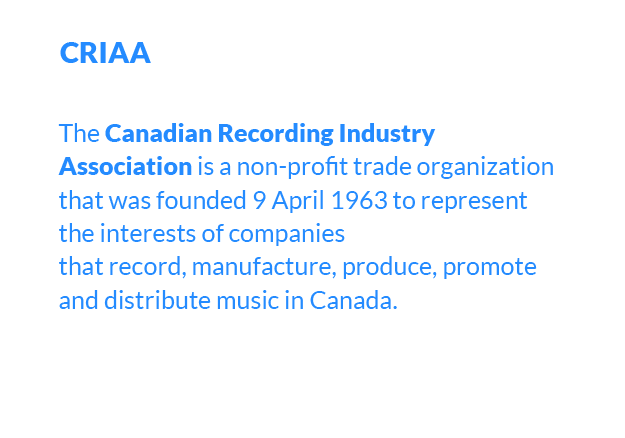 CRIAA
The Canadian Recording Industry
Association is a non-profit trade organization
that was founded 9 April 1963 to represent
the interests of companies
that record, manufacture, produce, promote
and distribute music in Canada.